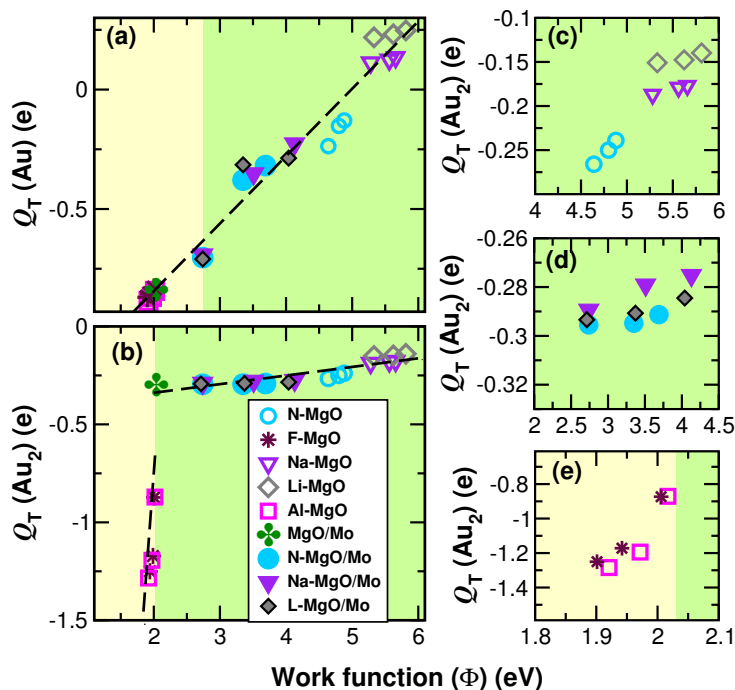 (a)
Q_T (Au) (e)
0
-0.5
(b)
Q_T (Au₂) (e)
0
-0.5
-1
-1.5
2
3
4
5
6
N-MgO
F-MgO
Na-MgO
Li-MgO
Al-MgO
MgO/Mo
N-MgO/Mo
Na-MgO/Mo
L-MgO/Mo
(c)
Q_T (Au₂) (e)
-0.1
-0.15
-0.2
-0.25
4
4.5
5
5.5
6
(d)
Q_T (Au₂) (e)
-0.26
-0.28
-0.3
-0.32
2
2.5
3
3.5
4
4.5
(e)
Q_T (Au₂) (e)
-0.8
-1
-1.2
-1.4
-1.6
1.8
1.9
2
2.1
Work function (Φ) (eV)